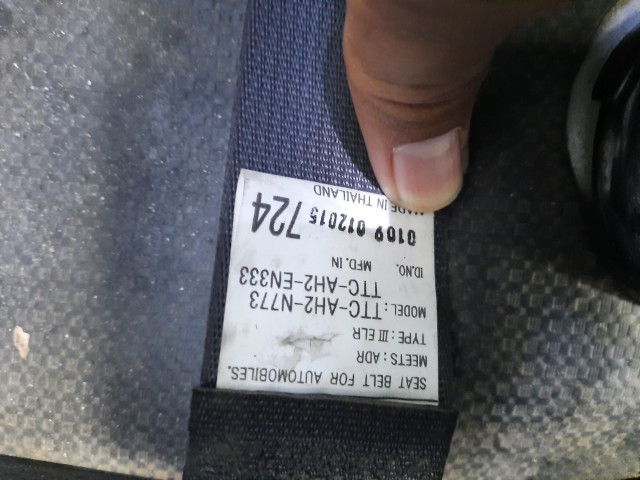 SEAT BELT FOR AUTOMOBILES.
MEETS : ADR
TYPE : III ELR
MODEL : TTC-AH2-N773
TTC-AH2-EN333
ID.NO. MFD. IN
0109 012015 724
MADE IN THAILAND